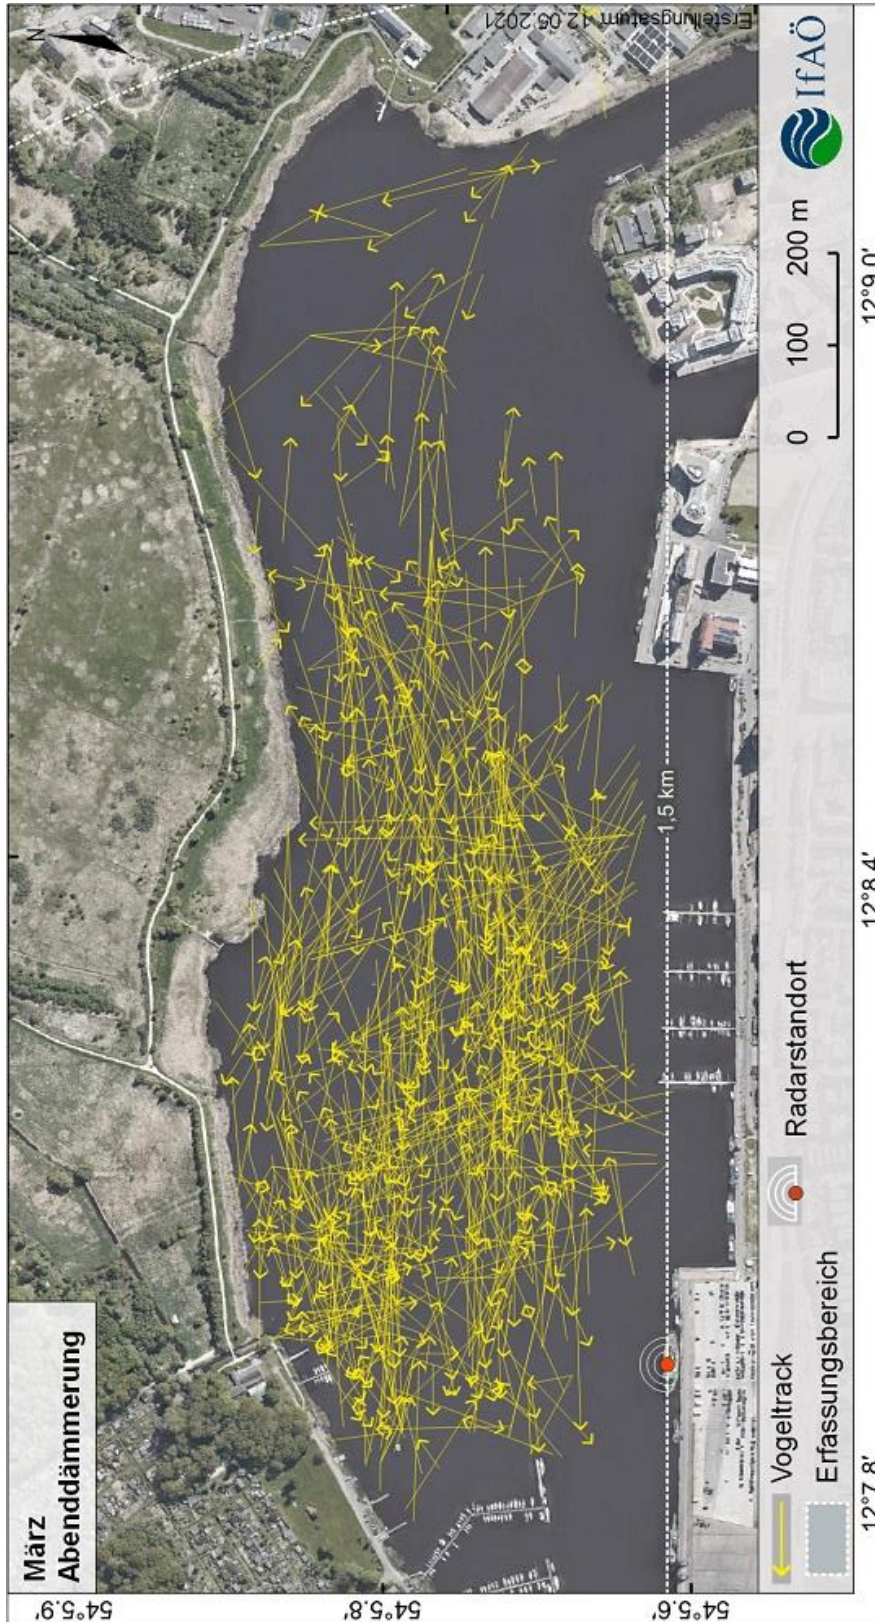 März
Abenddämmerung
N
Erstellungsdatum: 12.05.2021
1,5 km
Vogeltrack
Radarstandort
Erfassungsbereich
0 100 200 m
IfAÖ
54°5.9'
54°5.8'
54°5.6'
12°7.8'
12°8.4'
12°9.0'